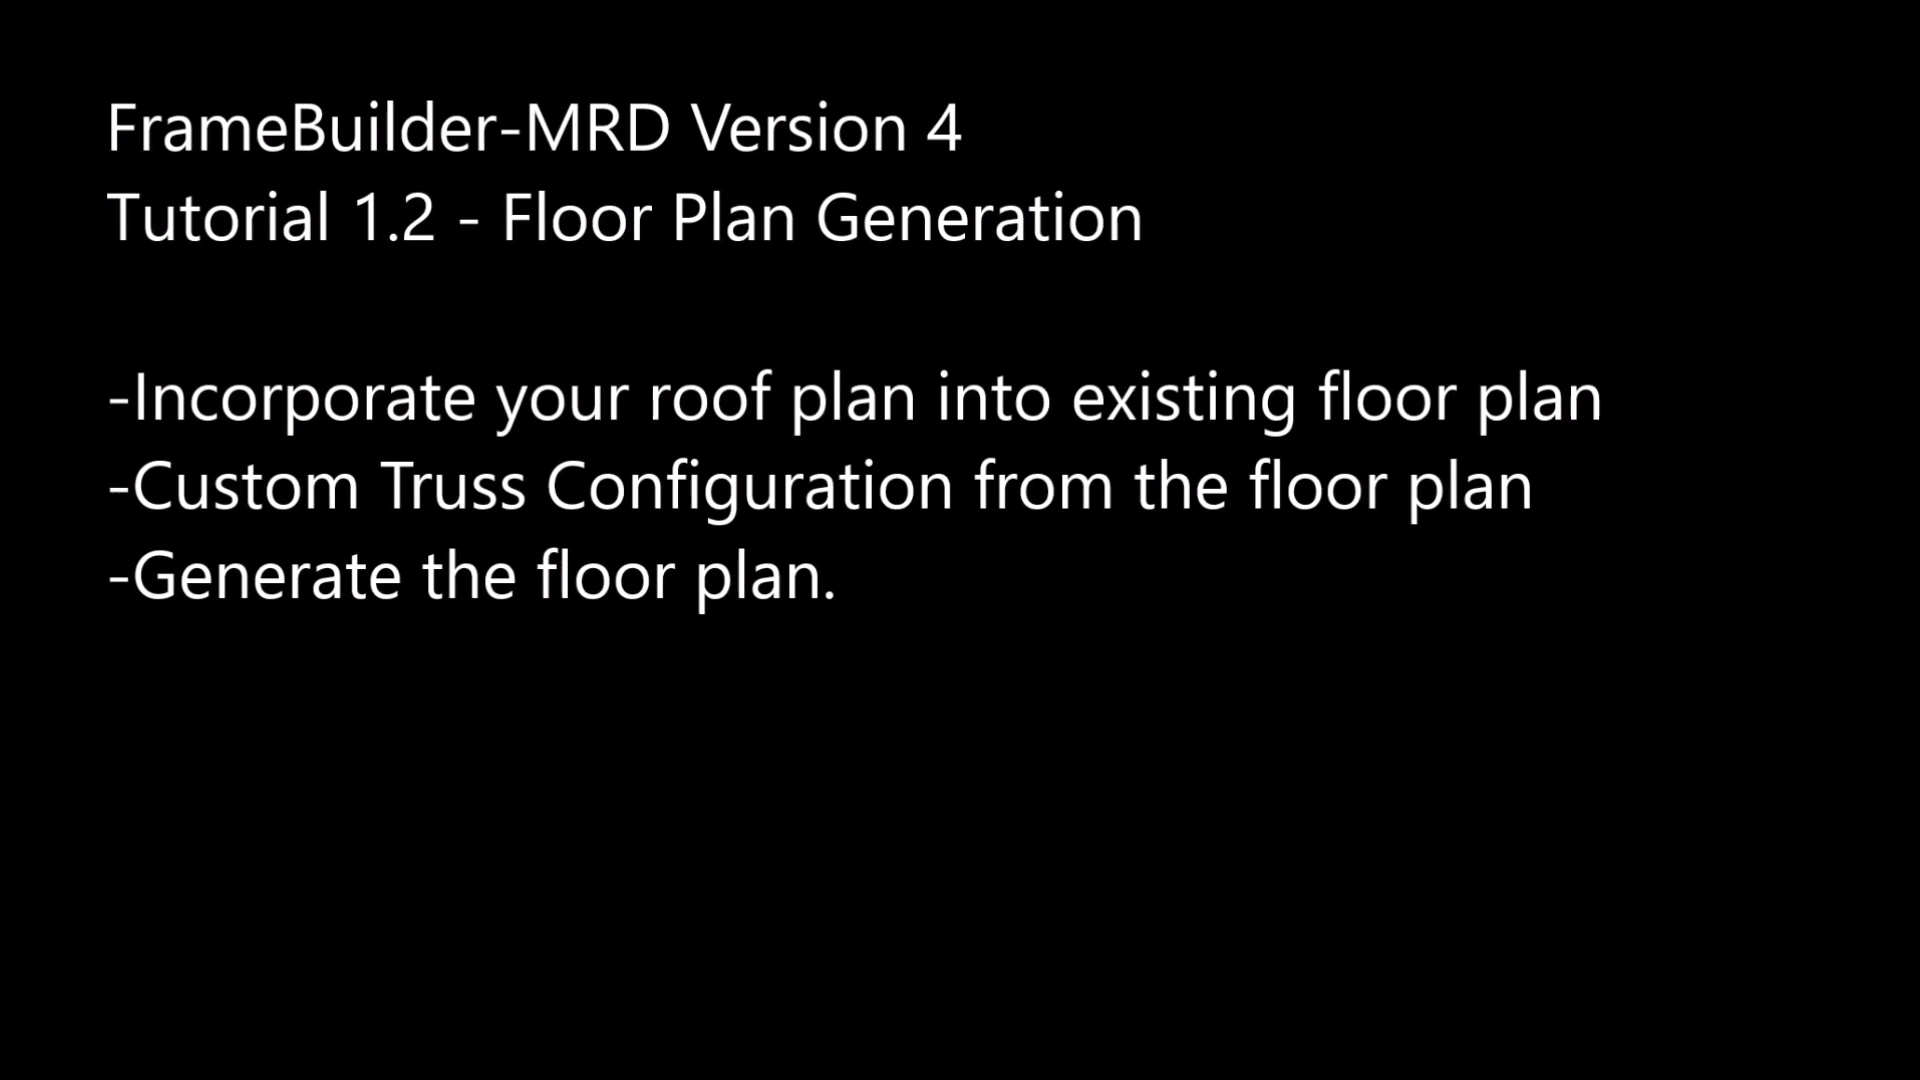 FrameBuilder-MRD Version 4
Tutorial 1.2 - Floor Plan Generation
-Incorporate your roof plan into existing floor plan
-Custom Truss Configuration from the floor plan
-Generate the floor plan.